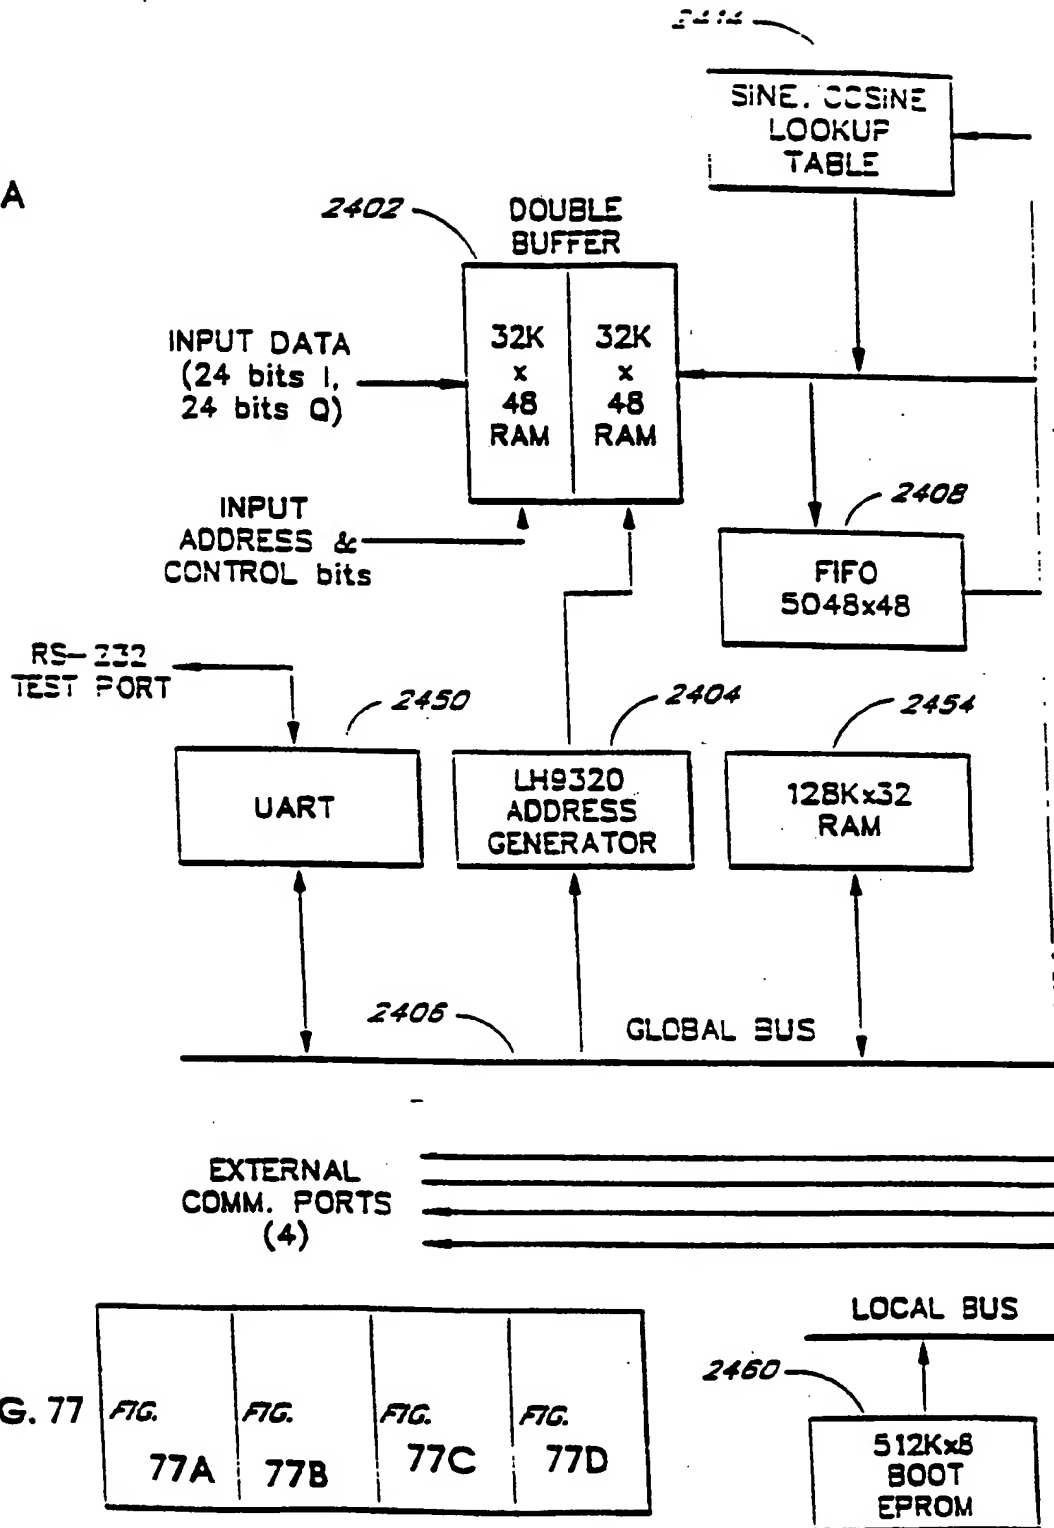 2414
SINE, COSINE
LOOKUP
TABLE
A
2402
DOUBLE
BUFFER
INPUT DATA
(24 bits I,
24 bits Q)
32K
x
48
RAM
32K
x
48
RAM
INPUT
ADDRESS &
CONTROL bits
2408
FIFO
5048x48
RS-232
TEST PORT
2450
2404
2454
UART
LH9320
ADDRESS
GENERATOR
128Kx32
RAM
2406
GLOBAL BUS
EXTERNAL
COMM. PORTS
(4)
LOCAL BUS
2460
G. 77
FIG.
77A
FIG.
77B
FIG.
77C
FIG.
77D
512Kx8
BOOT
EPROM